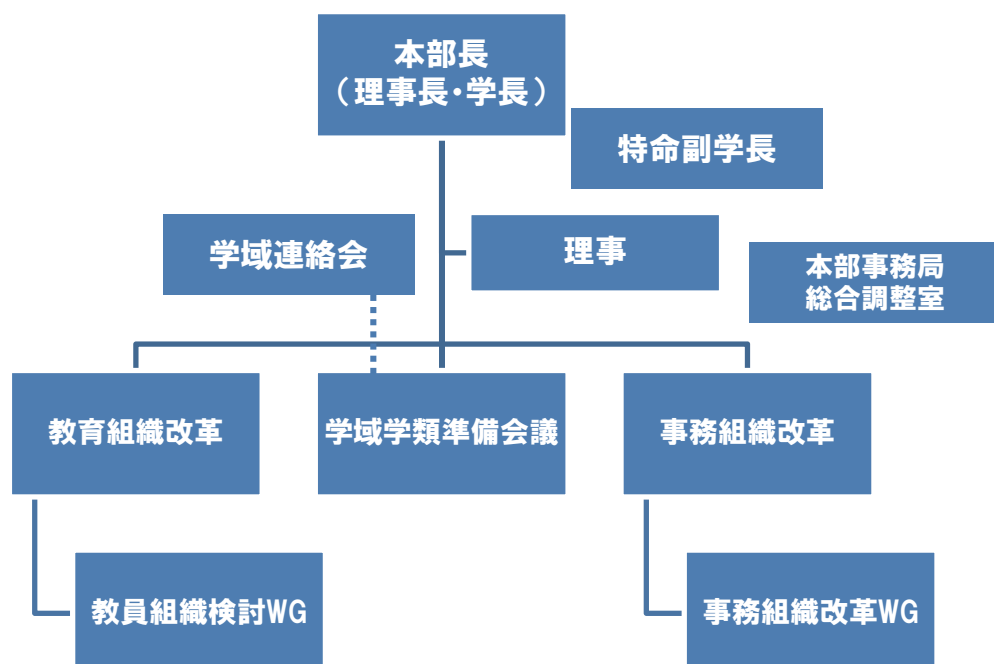 本部長
（理事長・学長）
特命副学長
学域連絡会
理事
本部事務局
総合調整室
教育組織改革
学域学類準備会議
事務組織改革
教員組織検討WG
事務組織改革WG